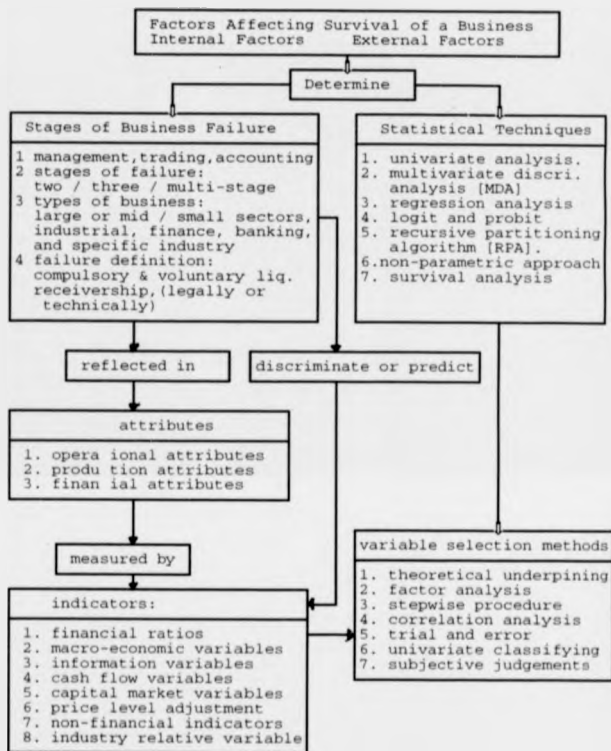 Factors Affecting Survival of a Business
Internal Factors External Factors
Determine
Stages of Business Failure
1 management,trading,accounting
2 stages of failure:
two / three / multi-stage
3 types of business:
large or mid / small sectors,
industrial, finance, banking,
and specific industry
4 failure definition:
compulsory & voluntary liq.
receivership,(legally or
technically)
Statistical Techniques
1. univariate analysis.
2. multivariate discri.
analysis [MDA]
3. regression analysis
4. logit and probit
5. recursive partitioning
algorithm [RPA].
6.non-parametric approach
7. survival analysis
reflected in
discriminate or predict
attributes
1. opera ional attributes
2. produ tion attributes
3. finan ial attributes
measured by
indicators:
1. financial ratios
2. macro-economic variables
3. information variables
4. cash flow variables
5. capital market variables
6. price level adjustment
7. non-financial indicators
8. industry relative variable
variable selection methods
1. theoretical underpining
2. factor analysis
3. stepwise procedure
4. correlation analysis
5. trial and error
6. univariate classifying
7. subjective judgements